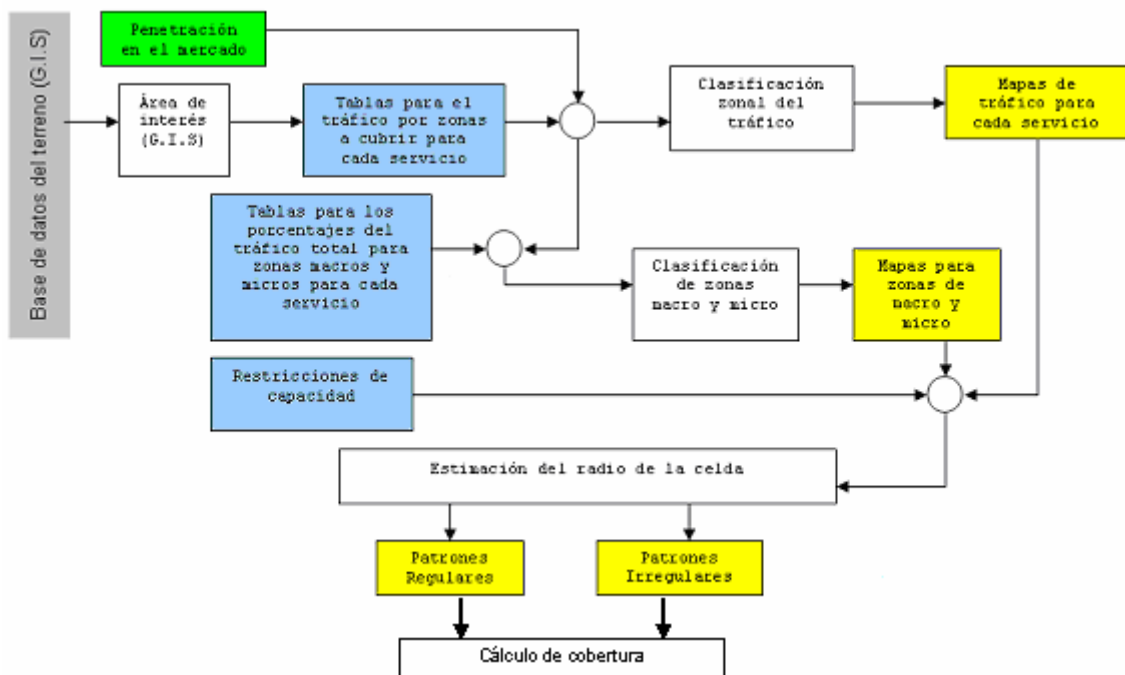 Base de datos del terreno (G.I.S)
Penetración
en el mercado
Área de
interés
(G.I.S)
Tablas para el
tráfico por zonas
a cubrir para
cada servicio
Clasificación
zonal del
tráfico
Mapas de
tráfico para
cada servicio
Tablas para los
porcentajes del
tráfico total para
zonas macros y
micros para cada
servicio
Clasificación
de zonas
macro y micro
Mapas para
zonas de
macro y
micro
Restricciones de
capacidad
Estimación del radio de la celda
Patrones
Regulares
Patrones
Irregulares
Cálculo de cobertura